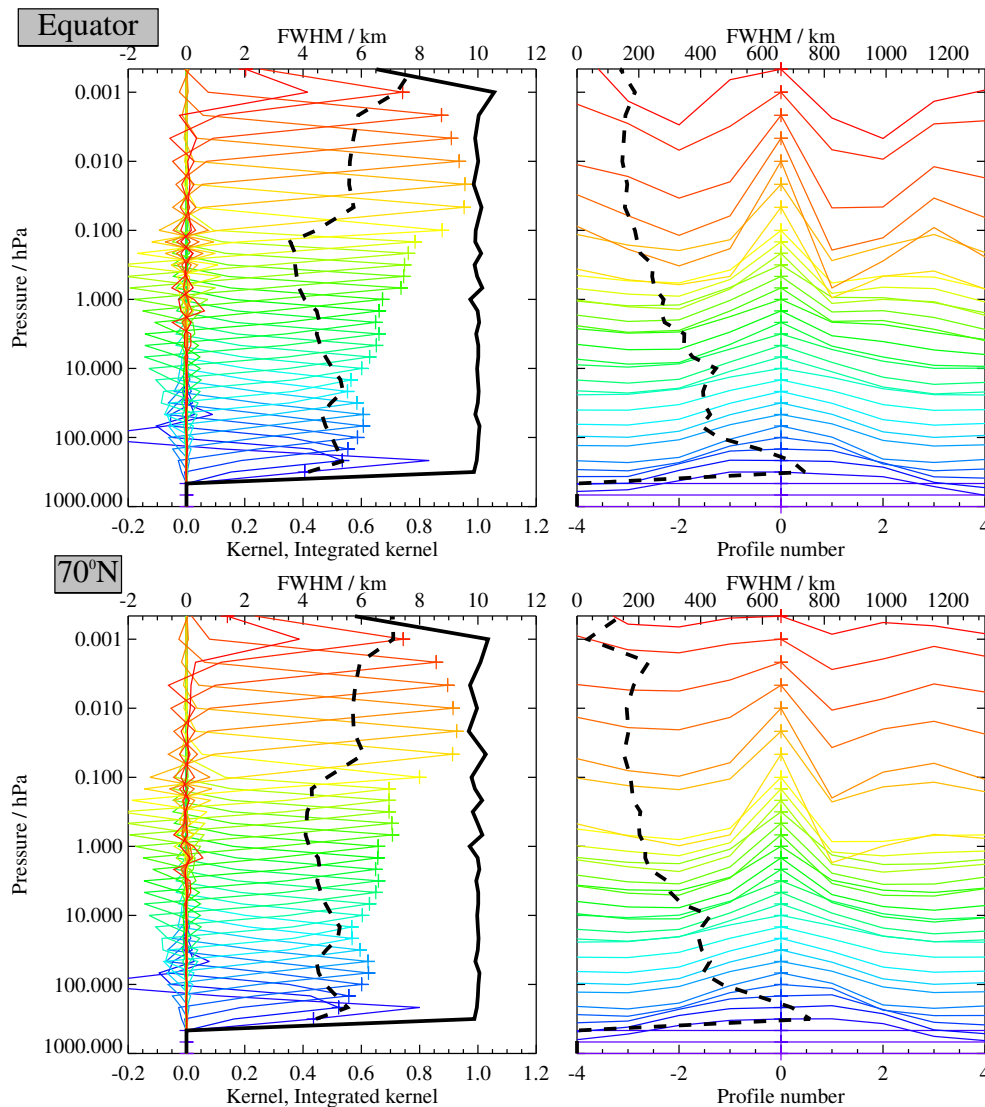 Equator
FWHM / km
FWHM / km
-2 0 2 4 6 8 10 12
0 200 400 600 800 1000 1200
0.001
0.010
0.100
1.000
10.000
100.000
1000.000
Pressure / hPa
-0.2 0.0 0.2 0.4 0.6 0.8 1.0 1.2
-4 -2 0 2 4
Kernel, Integrated kernel
Profile number
70⁰N
FWHM / km
FWHM / km
-2 0 2 4 6 8 10 12
0 200 400 600 800 1000 1200
0.001
0.010
0.100
1.000
10.000
100.000
1000.000
Pressure / hPa
-0.2 0.0 0.2 0.4 0.6 0.8 1.0 1.2
-4 -2 0 2 4
Kernel, Integrated kernel
Profile number